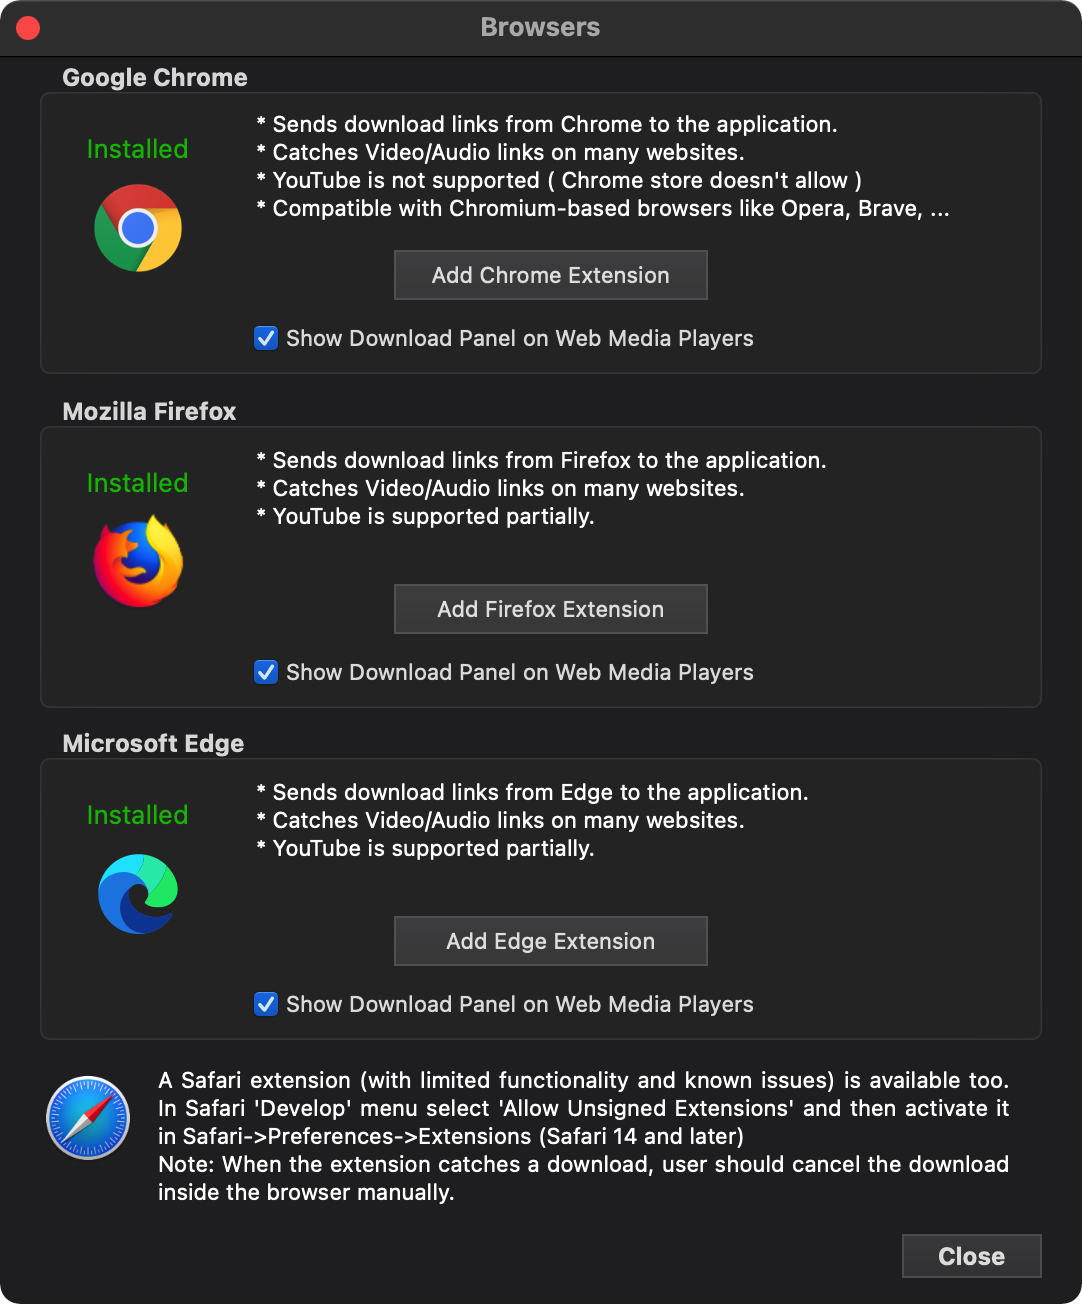 Browsers
Google Chrome
Installed
* Sends download links from Chrome to the application.
* Catches Video/Audio links on many websites.
* YouTube is not supported ( Chrome store doesn't allow )
* Compatible with Chromium-based browsers like Opera, Brave, ...
Add Chrome Extension
Show Download Panel on Web Media Players
Mozilla Firefox
Installed
* Sends download links from Firefox to the application.
* Catches Video/Audio links on many websites.
* YouTube is supported partially.
Add Firefox Extension
Show Download Panel on Web Media Players
Microsoft Edge
Installed
* Sends download links from Edge to the application.
* Catches Video/Audio links on many websites.
* YouTube is supported partially.
Add Edge Extension
Show Download Panel on Web Media Players
A Safari extension (with limited functionality and known issues) is available too.
In Safari 'Develop' menu select 'Allow Unsigned Extensions' and then activate it
in Safari->Preferences->Extensions (Safari 14 and later)
Note: When the extension catches a download, user should cancel the download
inside the browser manually.
Close